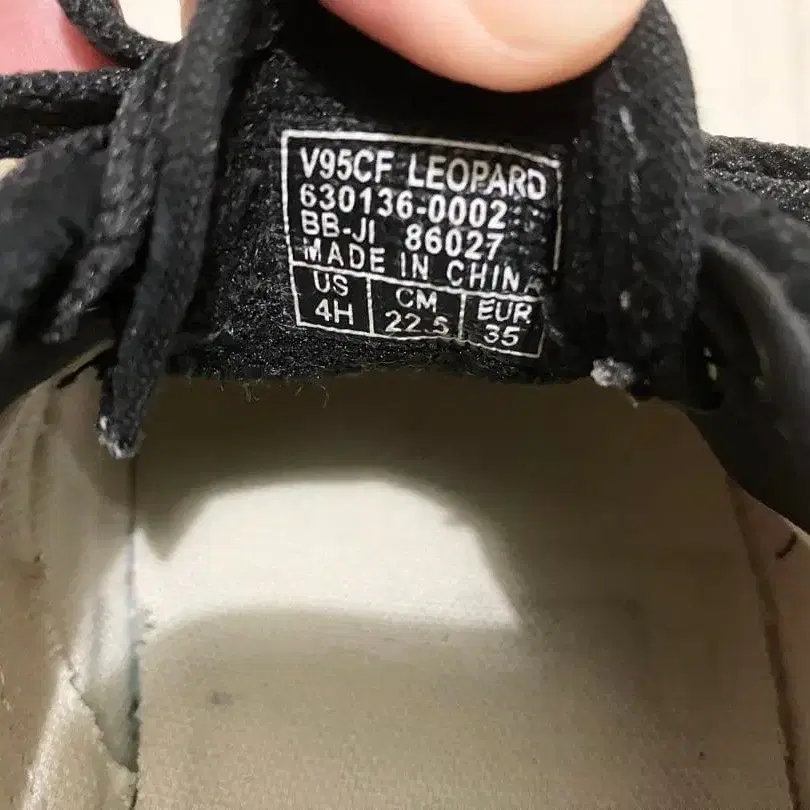 V95CF LEOPARD
630136-0002
BB-JI 86027
MADE IN CHINA
US CM EUR
4H 22.5 35